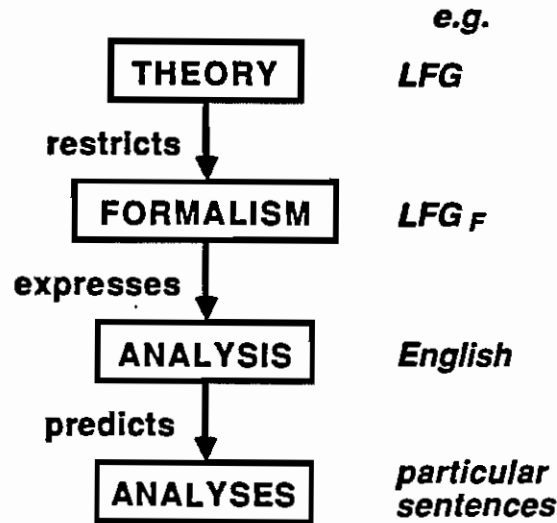 e.g.
THEORY LFG
restricts
FORMALISM LFG F
expresses
ANALYSIS English
predicts
ANALYSES particular
sentences